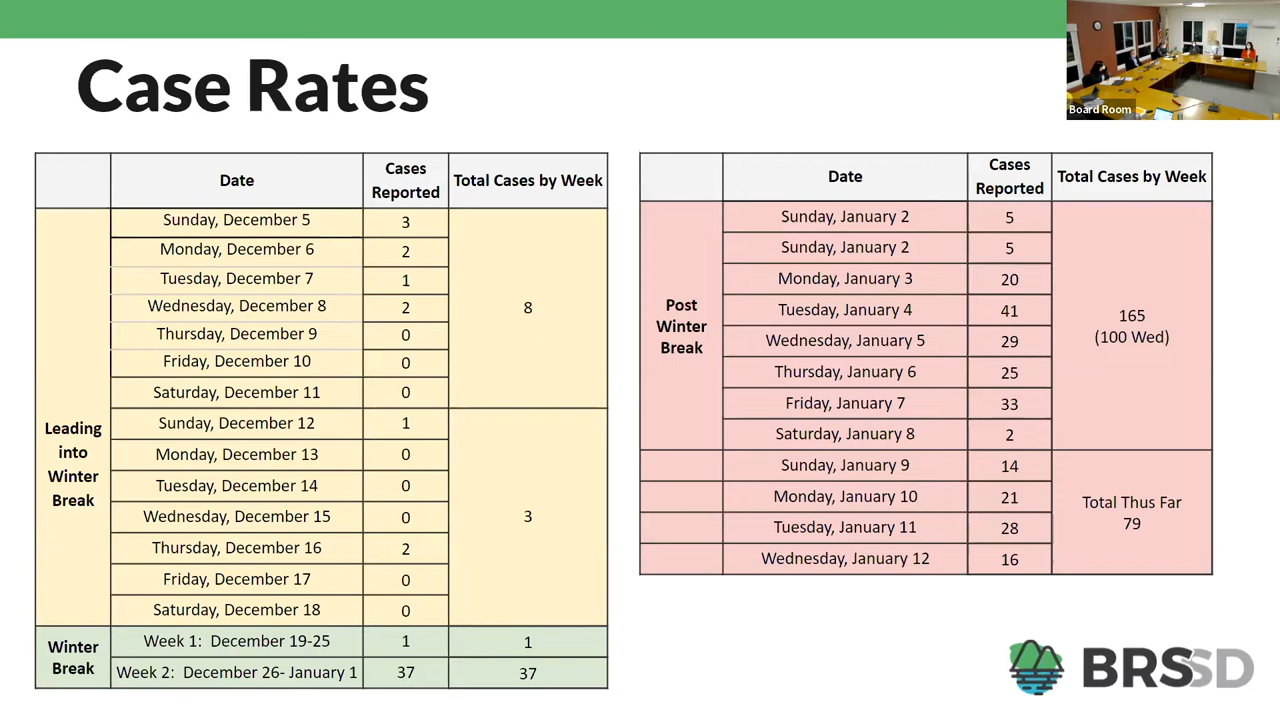 Case Rates
Board Room
Date Cases Reported Total Cases by Week
Leading into Winter Break
Sunday, December 5 3
Monday, December 6 2
Tuesday, December 7 1
Wednesday, December 8 2
Thursday, December 9 0
Friday, December 10 0
Saturday, December 11 0
8
Sunday, December 12 1
Monday, December 13 0
Tuesday, December 14 0
Wednesday, December 15 0
Thursday, December 16 2
Friday, December 17 0
Saturday, December 18 0
3
Winter Break
Week 1: December 19-25 1 1
Week 2: December 26- January 1 37 37
Date Cases Reported Total Cases by Week
Post Winter Break
Sunday, January 2 5
Sunday, January 2 5
Monday, January 3 20
Tuesday, January 4 41
Wednesday, January 5 29
Thursday, January 6 25
Friday, January 7 33
Saturday, January 8 2
165
(100 Wed)
Sunday, January 9 14
Monday, January 10 21
Tuesday, January 11 28
Wednesday, January 12 16
Total Thus Far
79
BRSSD